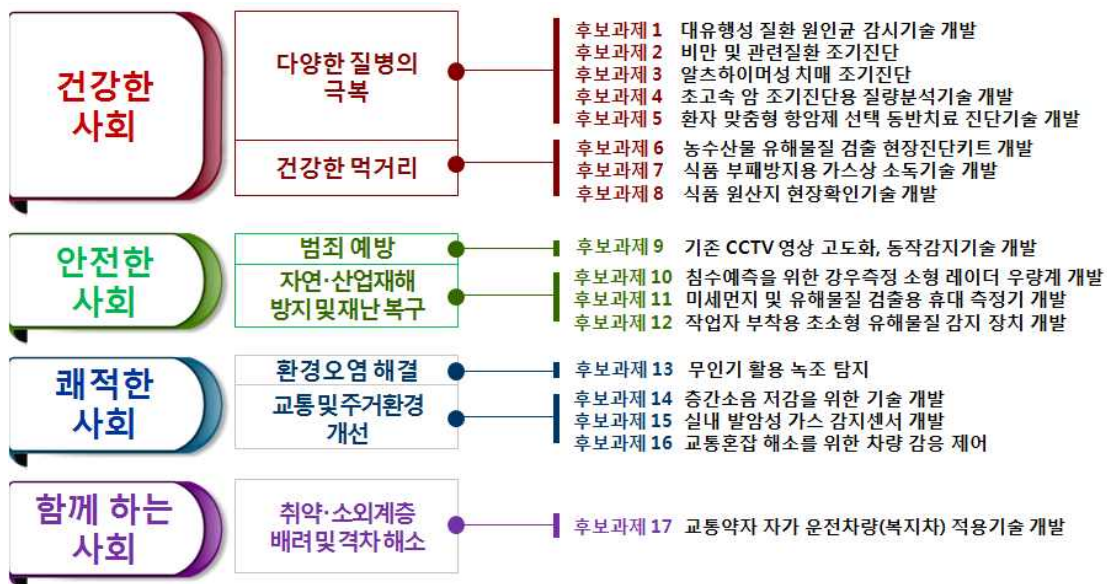 건강한
사회
다양한 질병의
극복
후보과제 1 대유행성 질환 원인균 감시기술 개발
후보과제 2 비만 및 관련질환 조기진단
후보과제 3 알츠하이머성 치매 조기진단
후보과제 4 초고속 암 조기진단용 질량분석기술 개발
후보과제 5 환자 맞춤형 항암제 선택 동반치료 진단기술 개발
건강한 먹거리
후보과제 6 농수산물 유해물질 검출 현장진단키트 개발
후보과제 7 식품 부패방지용 가스상 소독기술 개발
후보과제 8 식품 원산지 현장확인기술 개발
안전한
사회
범죄 예방
후보과제 9 기존 CCTV 영상 고도화, 동작감지기술 개발
자연·산업재해
방지 및 재난 복구
후보과제 10 침수예측을 위한 강우측정 소형 레이더 우량계 개발
후보과제 11 미세먼지 및 유해물질 검출용 휴대 측정기 개발
후보과제 12 작업자 부착용 초소형 유해물질 감지 장치 개발
쾌적한
사회
환경오염 해결
후보과제 13 무인기 활용 녹조 탐지
교통 및 주거환경
개선
후보과제 14 층간소음 저감을 위한 기술 개발
후보과제 15 실내 발암성 가스 감지센서 개발
후보과제 16 교통혼잡 해소를 위한 차량 감응 제어
함께 하는
사회
취약·소외계층
배려 및 격차 해소
후보과제 17 교통약자 자가 운전차량(복지차) 적용기술 개발